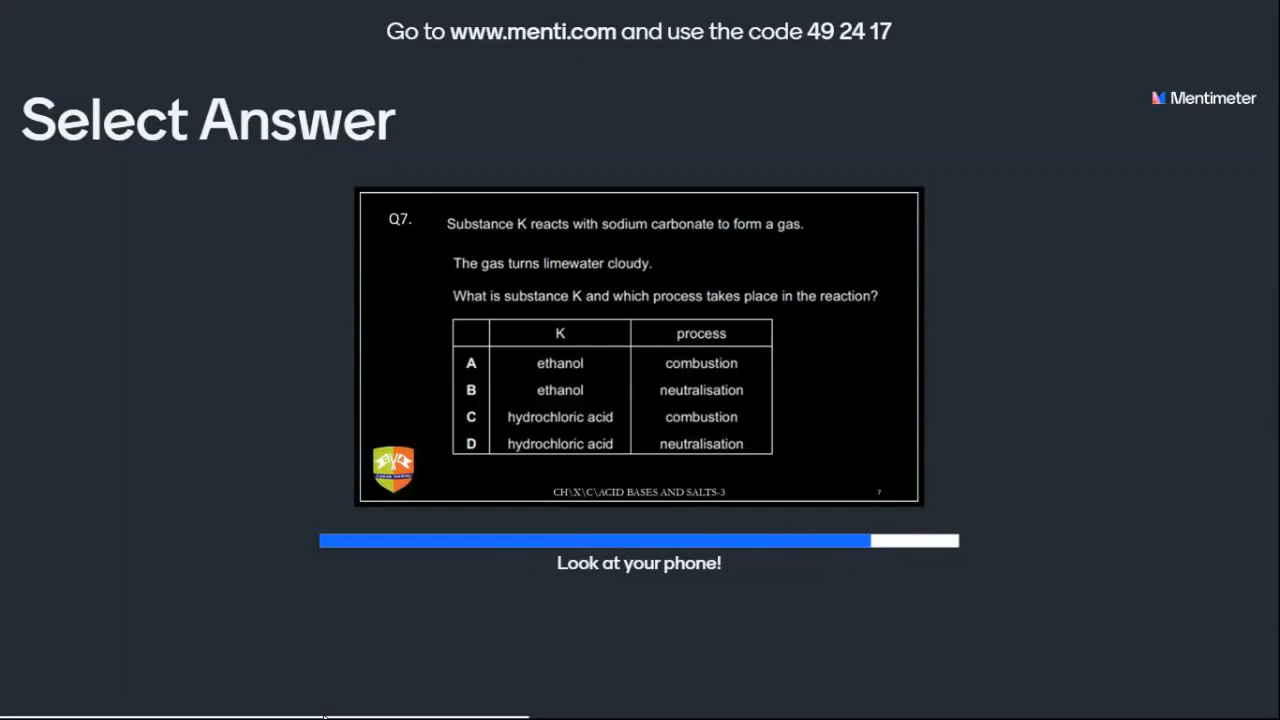 Go to www.menti.com and use the code 49 24 17
Select Answer
Mentimeter
Q7. Substance K reacts with sodium carbonate to form a gas.
The gas turns limewater cloudy.
What is substance K and which process takes place in the reaction?
K process
A ethanol combustion
B ethanol neutralisation
C hydrochloric acid combustion
D hydrochloric acid neutralisation
CH\X\C\ACID BASES AND SALTS-3 7
Look at your phone!